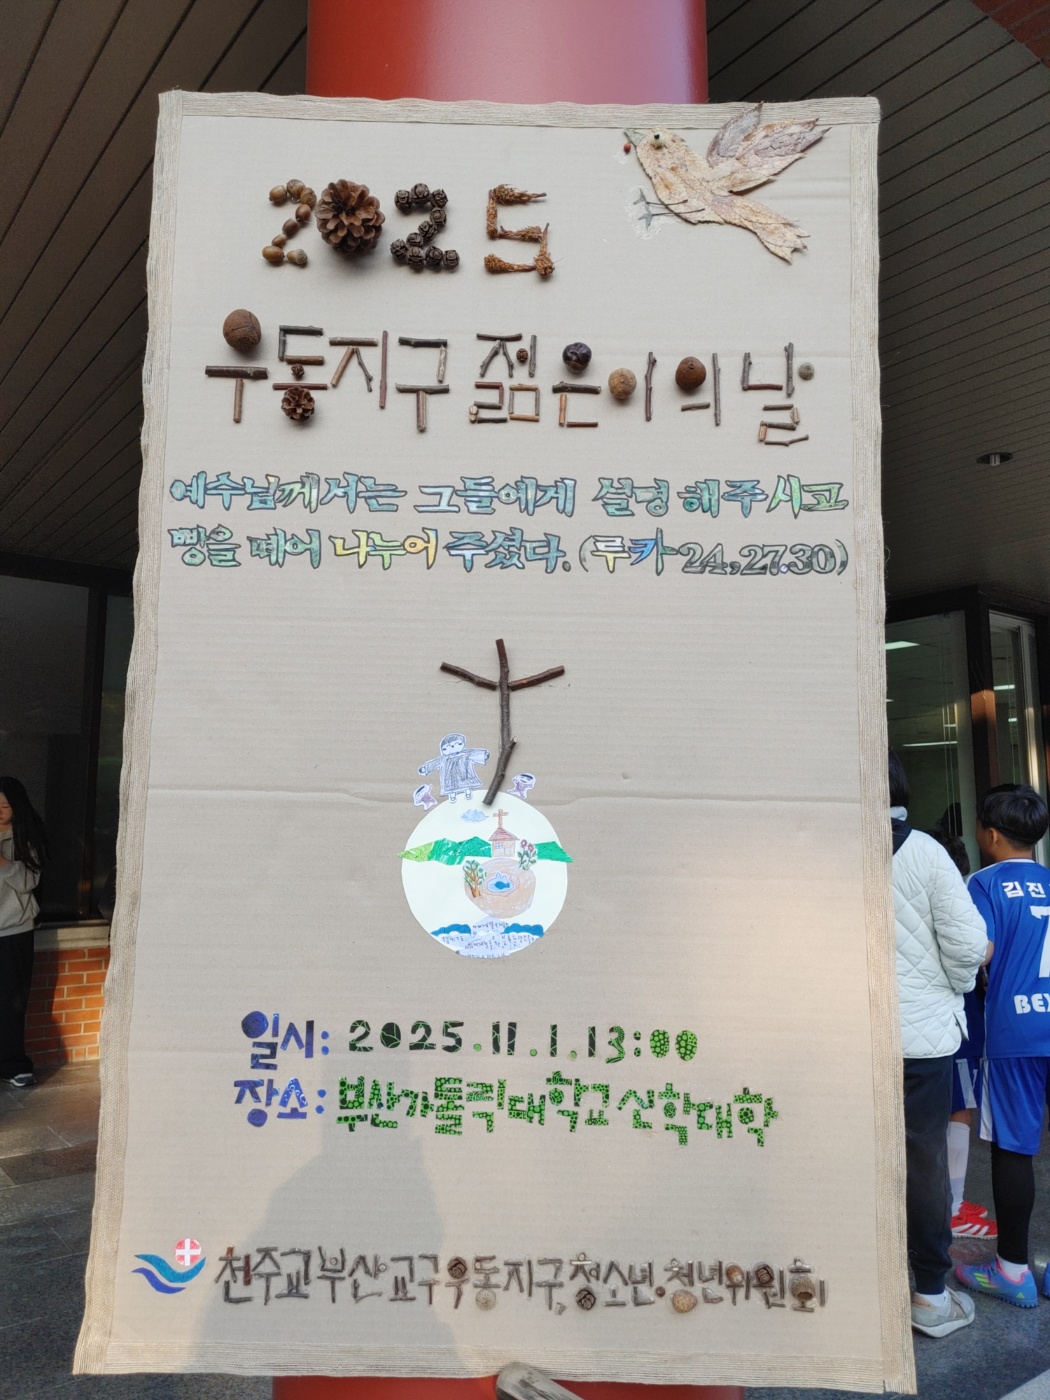 2025
우동지구 젊은이의 날
예수님께서는 그들에게 설명 해주시고
빵을 떼어 나누어 주셨다. (루카 24,27.30)
일시: 2025.11.1.13:00
장소: 부산가톨릭대학교 신학대학
천주교부산교구우동지구,청소년·청년위원회
김진
7
BEX